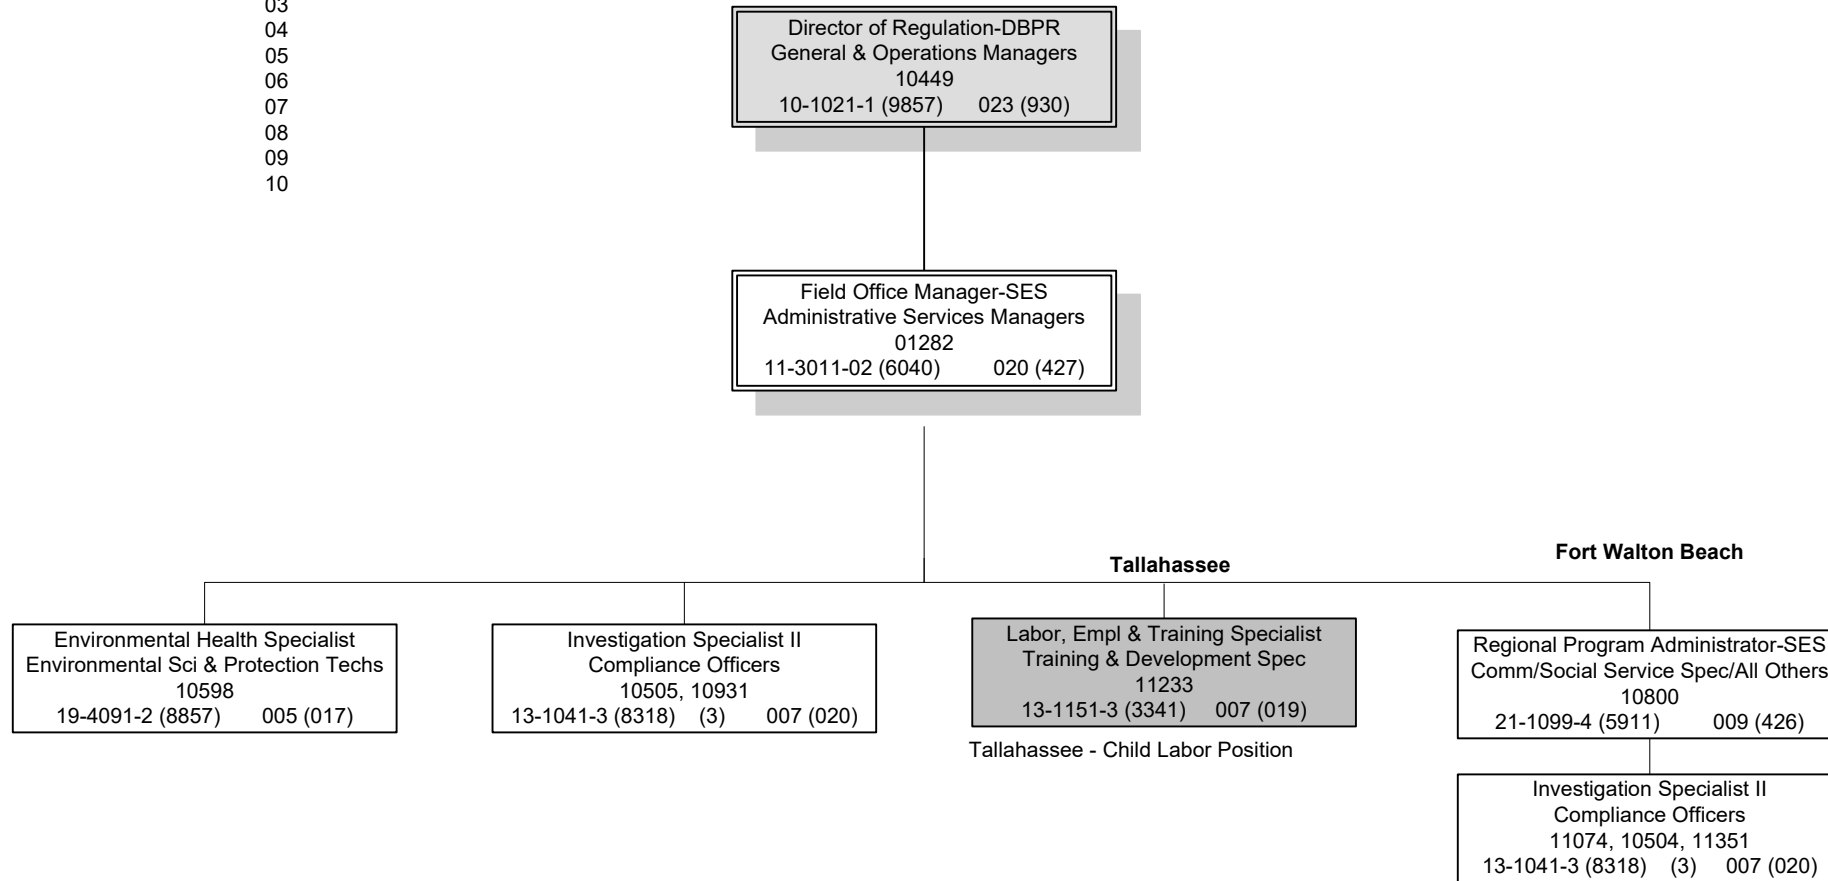 03
04
05
06
07
08
09
10
Director of Regulation-DBPR
General & Operations Managers
10449
10-1021-1 (9857) 023 (930)
Field Office Manager-SES
Administrative Services Managers
01282
11-3011-02 (6040) 020 (427)
Tallahassee
Fort Walton Beach
Environmental Health Specialist
Environmental Sci & Protection Techs
10598
19-4091-2 (8857) 005 (017)
Investigation Specialist II
Compliance Officers
10505, 10931
13-1041-3 (8318) (3) 007 (020)
Labor, Empl & Training Specialist
Training & Development Spec
11233
13-1151-3 (3341) 007 (019)
Tallahassee - Child Labor Position
Regional Program Administrator-SES
Comm/Social Service Spec/All Others
10800
21-1099-4 (5911) 009 (426)
Investigation Specialist II
Compliance Officers
11074, 10504, 11351
13-1041-3 (8318) (3) 007 (020)